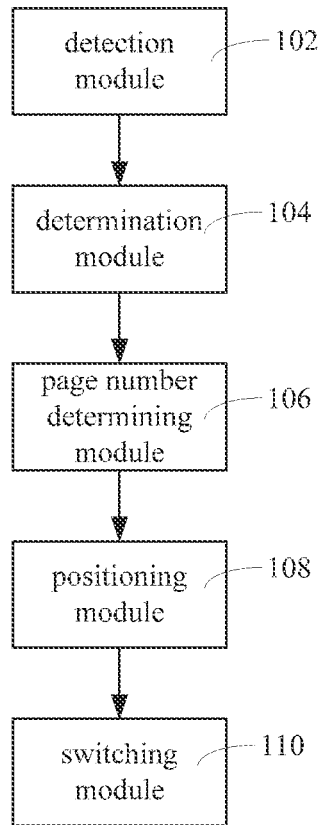 detection
module
102
determination
module
104
page number
determining
module
106
positioning
module
108
switching
module
110